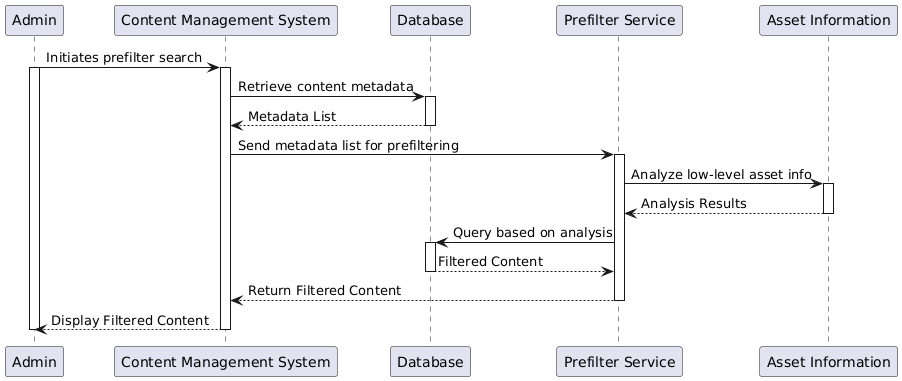 Admin
Content Management System
Database
Prefilter Service
Asset Information
Initiates prefilter search
Retrieve content metadata
Metadata List
Send metadata list for prefiltering
Analyze low-level asset info
Analysis Results
Query based on analysis
Filtered Content
Return Filtered Content
Display Filtered Content
Admin
Content Management System
Database
Prefilter Service
Asset Information